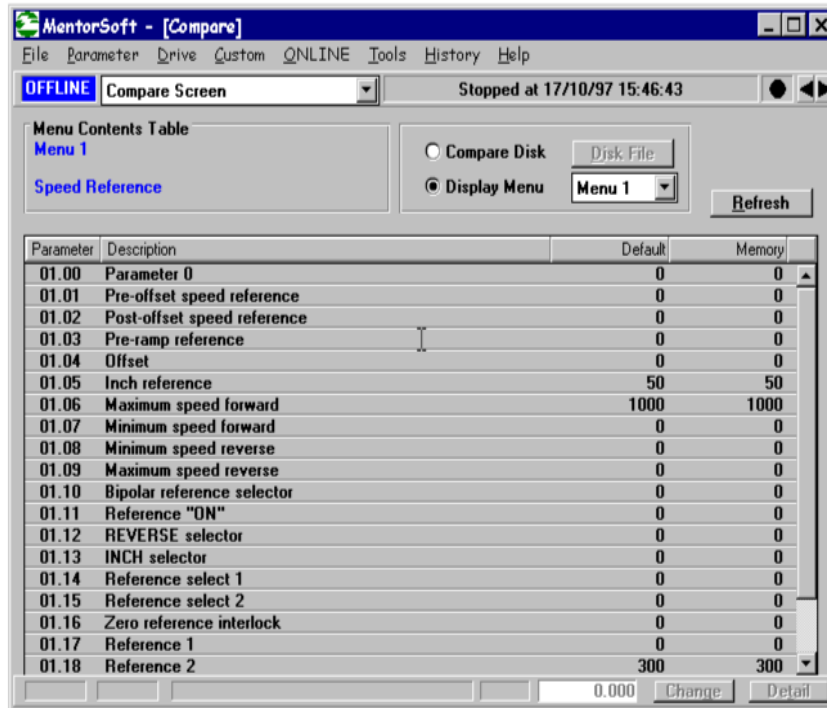 MentorSoft - [Compare]
File Parameter Drive Custom ONLINE Tools History Help
OFFLINE Compare Screen Stopped at 17/10/97 15:46:43
Menu Contents Table
Menu 1
Speed Reference
Compare Disk Disk File
Display Menu Menu 1
Refresh
Parameter Description Default Memory
01.00 Parameter 0 0 0
01.01 Pre-offset speed reference 0 0
01.02 Post-offset speed reference 0 0
01.03 Pre-ramp reference 0 0
01.04 Offset 0 0
01.05 Inch reference 50 50
01.06 Maximum speed forward 1000 1000
01.07 Minimum speed forward 0 0
01.08 Minimum speed reverse 0 0
01.09 Maximum speed reverse 0 0
01.10 Bipolar reference selector 0 0
01.11 Reference "ON" 0 0
01.12 REVERSE selector 0 0
01.13 INCH selector 0 0
01.14 Reference select 1 0 0
01.15 Reference select 2 0 0
01.16 Zero reference interlock 0 0
01.17 Reference 1 0 0
01.18 Reference 2 300 300
0.000 Change Detail